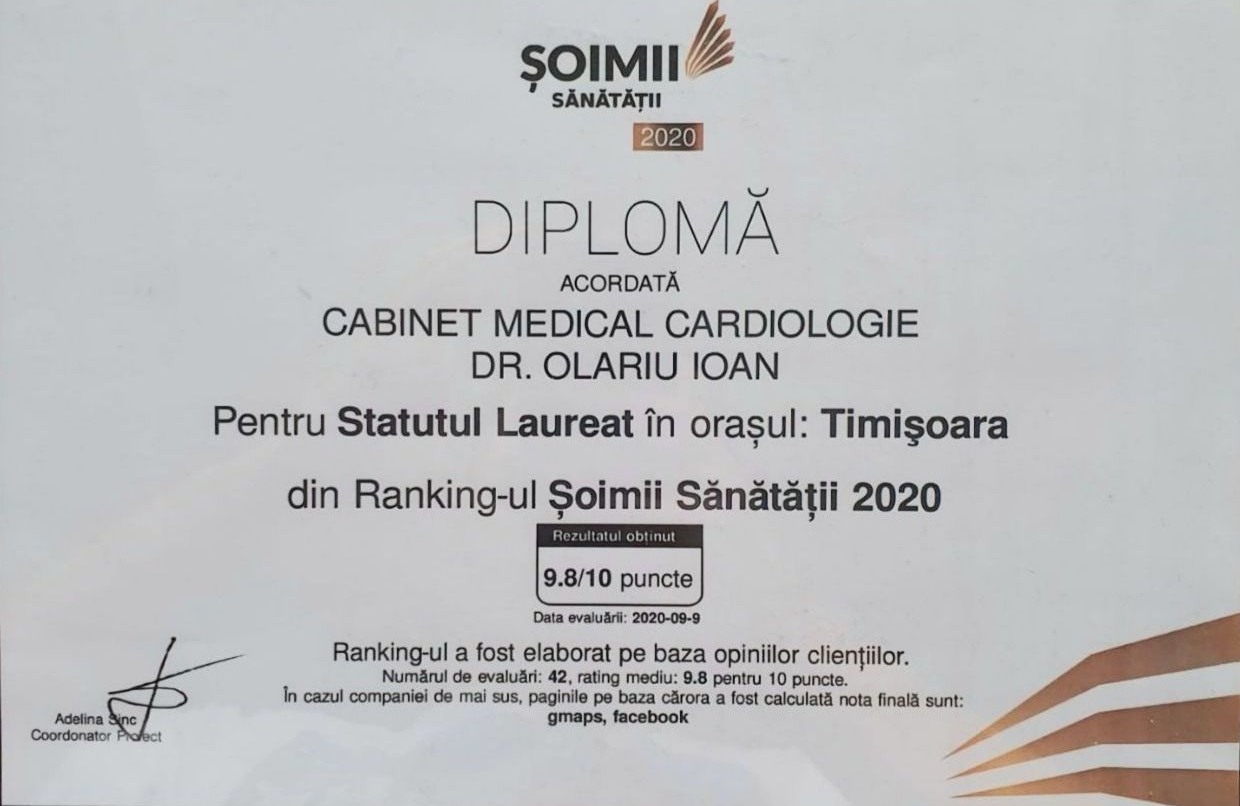 ȘOIMII
SĂNĂTĂȚII
2020
DIPLOMĂ
ACORDATĂ
CABINET MEDICAL CARDIOLOGIE
DR. OLARIU IOAN
Pentru Statutul Laureat în orașul: Timişoara
din Ranking-ul Șoimii Sănătății 2020
Rezultatul obținut
9.8/10 puncte
Data evaluării: 2020-09-9
Ranking-ul a fost elaborat pe baza opiniilor clienților.
Numărul de evaluări: 42, rating mediu: 9.8 pentru 10 puncte.
În cazul companiei de mai sus, paginile pe baza cărora a fost calculată nota finală sunt:
gmaps, facebook
Adelina Sinc
Coordonator Proiect